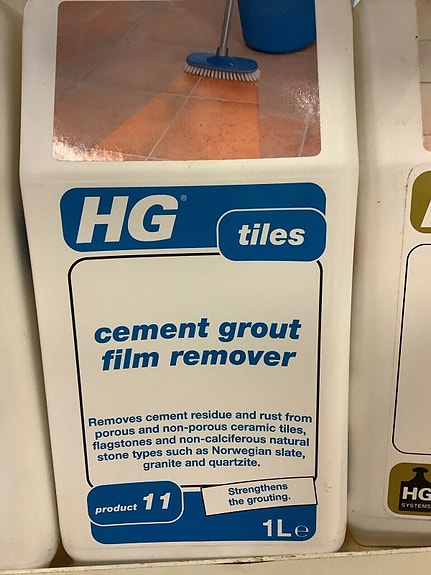 HG®
tiles
cement grout
film remover
Removes cement residue and rust from
porous and non-porous ceramic tiles,
flagstones and non-calciferous natural
stone types such as Norwegian slate,
granite and quartzite.
product 11
Strengthens
the grouting.
1L℮
HG
SYSTEMS